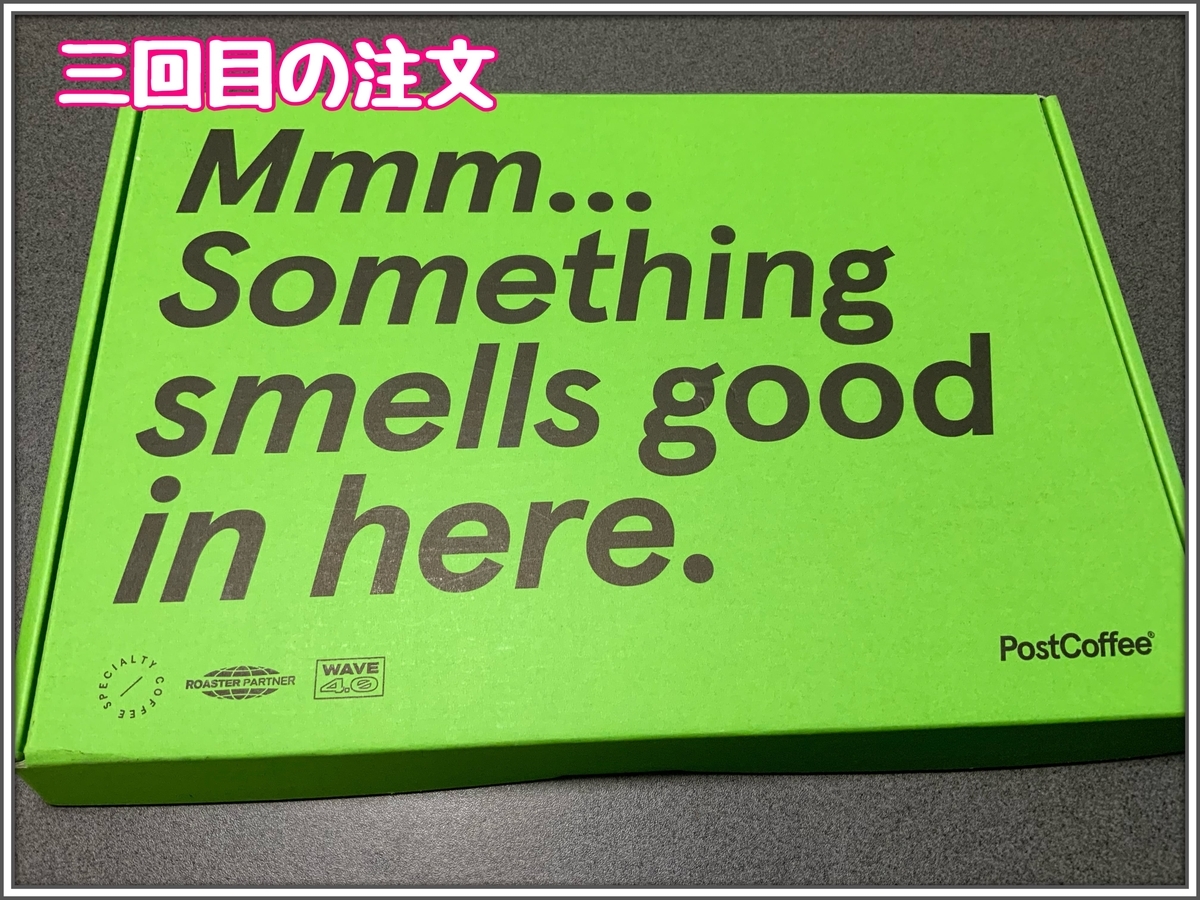 三回目の注文
Mmm...
Something
smells good
in here.
PostCoffee®
SPECIALTY COFFEE
ROASTER PARTNER
WAVE
4.0